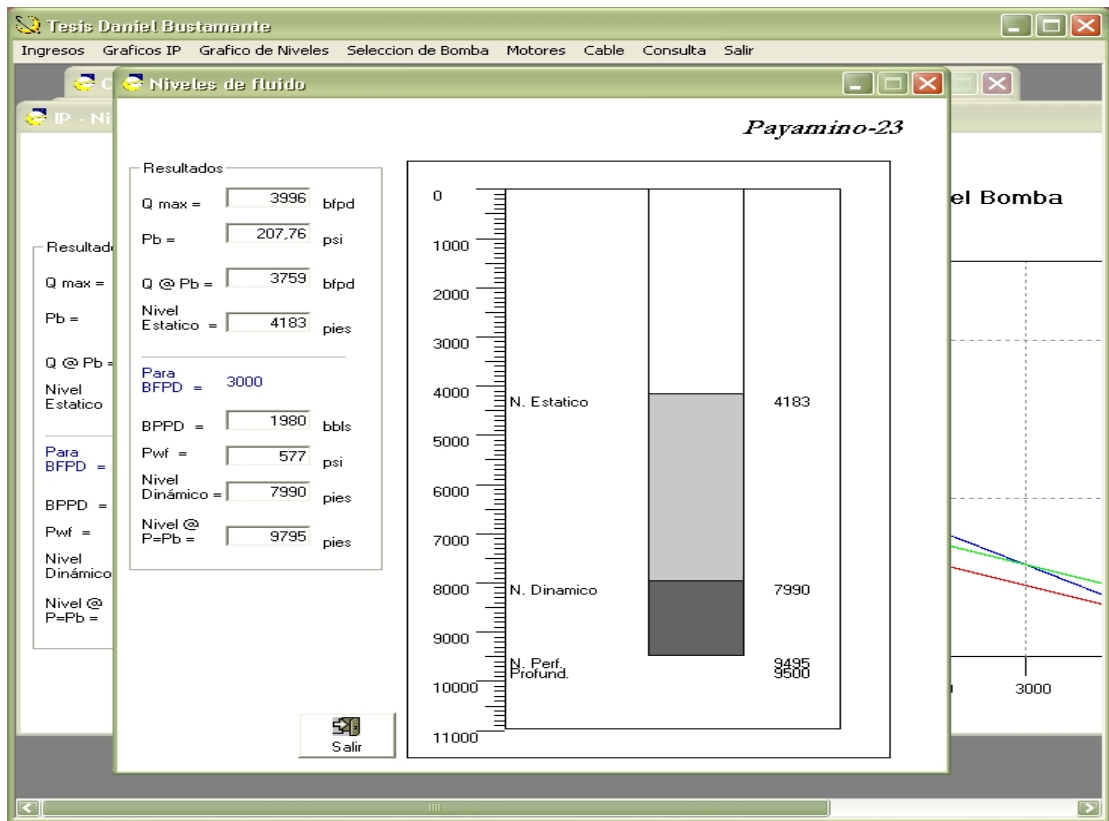 Tesis Daniel Bustamante
Ingresos Graficos IP Grafico de Niveles Seleccion de Bomba Motores Cable Consulta Salir
Niveles de fluido
IP - Ni
Payamino-23
el Bomba
Resultados
Q max = 3996 bfpd
Pb = 207,76 psi
Q @ Pb = 3759 bfpd
Nivel
Estatico = 4183 pies
Para
BFPD = 3000
BPPD = 1980 bbls
Pwf = 577 psi
Nivel
Dinámico = 7990 pies
Nivel @
P=Pb = 9795 pies
Salir
0
1000
2000
3000
4000
5000
6000
7000
8000
9000
10000
11000
N. Estatico 4183
N. Dinamico 7990
N. Perf. 9495
Profund. 9500
Resultad
Q max =
Pb =
Q @ Pb =
Nivel
Estatico
Para
BFPD =
BPPD =
Pwf =
Nivel
Dinámico
Nivel @
P=Pb =
3000